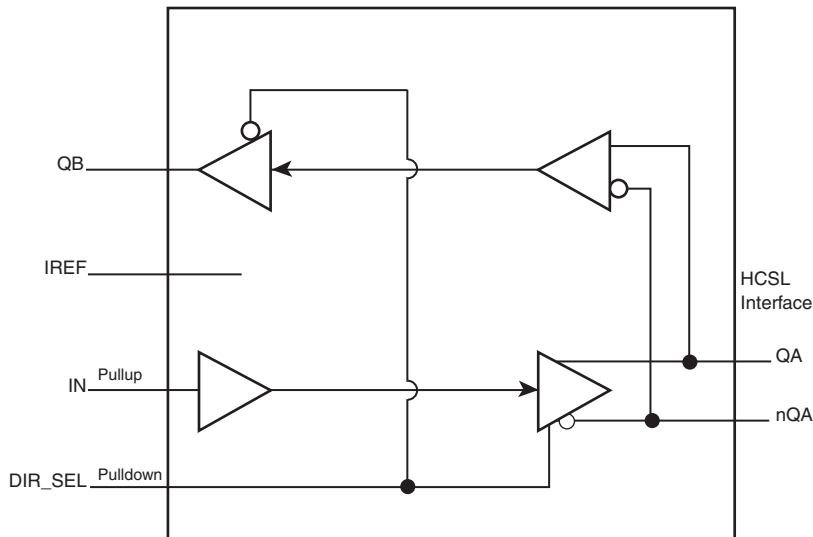 QB
IREF
HCSL
Interface
QA
IN Pullup
nQA
DIR_SEL Pulldown